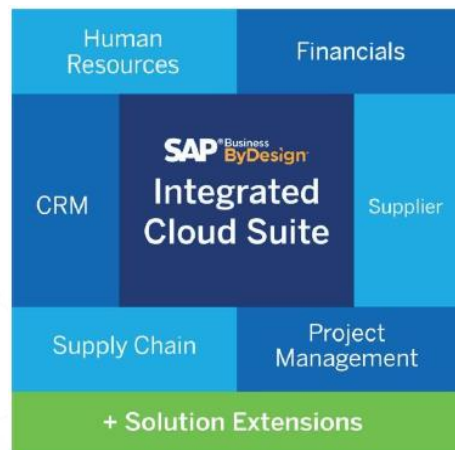 Human
Resources
Financials
SAP® Business
ByDesign
Integrated
Cloud Suite
CRM
Supplier
Supply Chain
Project
Management
+ Solution Extensions